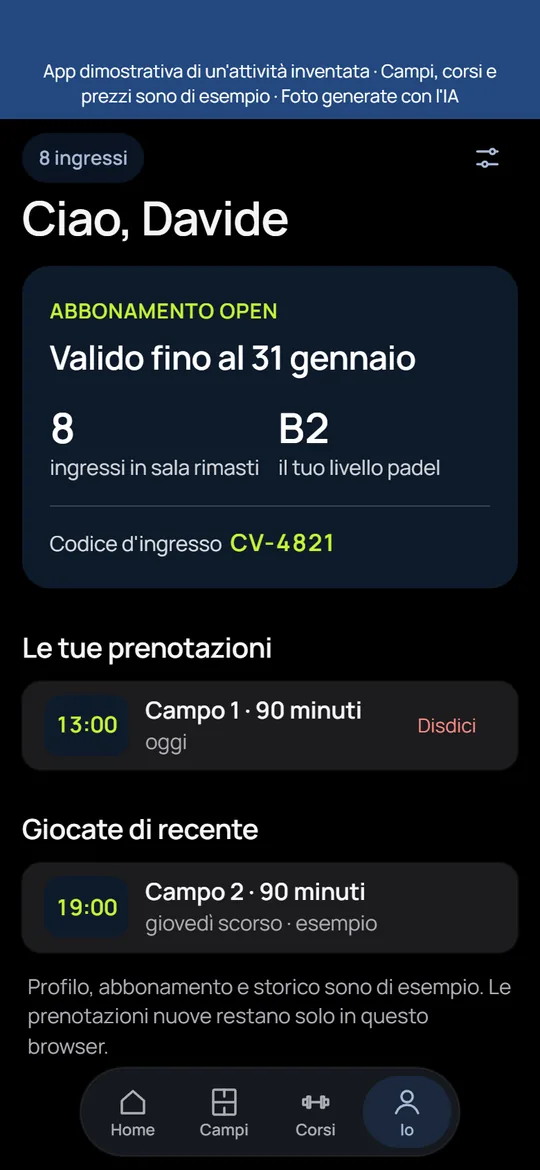 App dimostrativa di un'attività inventata · Campi, corsi e
prezzi sono di esempio · Foto generate con l'IA
8 ingressi
Ciao, Davide
ABBONAMENTO OPEN
Valido fino al 31 gennaio
8
ingressi in sala rimasti
B2
il tuo livello padel
Codice d'ingresso CV-4821
Le tue prenotazioni
13:00
Campo 1 · 90 minuti
oggi
Disdici
Giocate di recente
19:00
Campo 2 · 90 minuti
giovedì scorso · esempio
Profilo, abbonamento e storico sono di esempio. Le
prenotazioni nuove restano solo in questo
browser.
Home
Campi
Corsi
Io